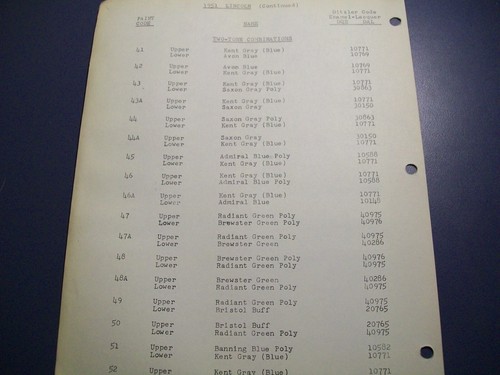 1951 LINCOLN (Continued)
PAINT CODE NAME Ditzler Code Enamel-Lacquer
TWO-TONE COMBINATIONS
41 Upper Kent Gray (Blue) 10771
Lower Avon Blue 10769
42 Upper Avon Blue 10769
Lower Kent Gray (Blue) 10771
43 Upper Kent Gray (Blue) 10771
Lower Saxon Gray Poly 30863
43A Upper Kent Gray (Blue) 10771
Lower Saxon Gray 30150
44 Upper Saxon Gray Poly 30863
Lower Kent Gray (Blue) 10771
44A Upper Saxon Gray 30150
Lower Kent Gray (Blue) 10771
45 Upper Admiral Blue Poly 10588
Lower Kent Gray (Blue) 10771
46 Upper Kent Gray (Blue) 10771
Lower Admiral Blue Poly 10588
46A Upper Kent Gray (Blue) 10771
Lower Admiral Blue 10148
47 Upper Radiant Green Poly 40975
Lower Brewster Green Poly 40976
47A Upper Radiant Green Poly 40975
Lower Brewster Green 40286
48 Upper Brewster Green Poly 40976
Lower Radiant Green Poly 40975
48A Upper Brewster Green 40286
Lower Radiant Green Poly 40975
49 Upper Radiant Green Poly 40975
Lower Bristol Buff 20765
50 Upper Bristol Buff 20765
Lower Radiant Green Poly 40975
51 Upper Banning Blue Poly 10582
Lower Kent Gray (Blue) 10771
52 Upper Kent Gray (Blue) 10771